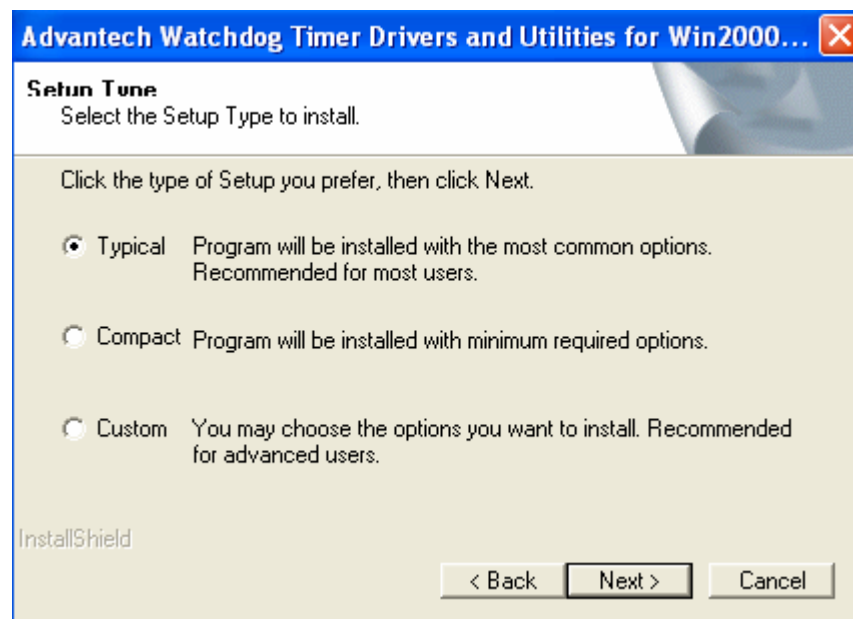 Advantech Watchdog Timer Drivers and Utilities for Win2000...
Setup Type
Select the Setup Type to install.
Click the type of Setup you prefer, then click Next.
Typical Program will be installed with the most common options.
Recommended for most users.
Compact Program will be installed with minimum required options.
Custom You may choose the options you want to install. Recommended
for advanced users.
InstallShield
< Back Next > Cancel